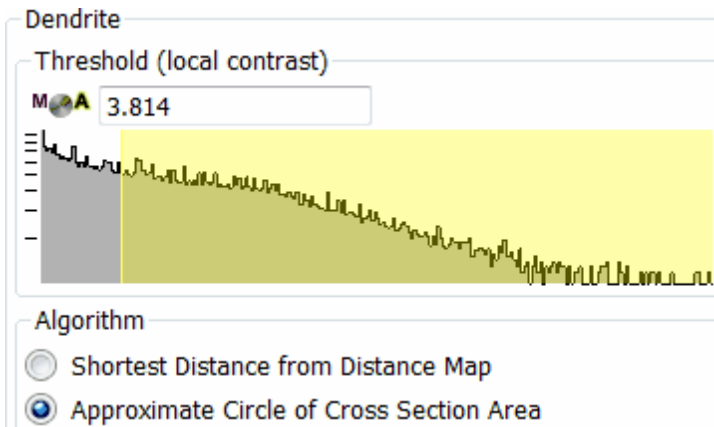 Dendrite
Threshold (local contrast)
M A 3.814
Algorithm
Shortest Distance from Distance Map
Approximate Circle of Cross Section Area